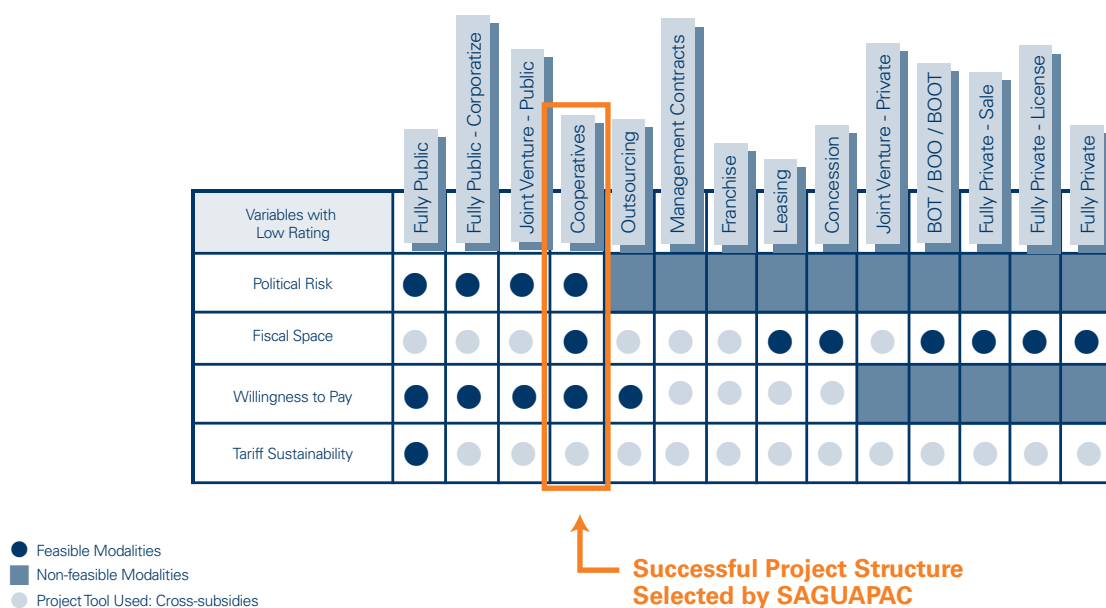 Fully Public
Fully Public - Corporatize
Joint Venture - Public
Cooperatives
Outsourcing
Management Contracts
Franchise
Leasing
Concession
Joint Venture - Private
BOT / BOO / BOOT
Fully Private - Sale
Fully Private - License
Fully Private
Variables with
Low Rating
Political Risk
Fiscal Space
Willingness to Pay
Tariff Sustainability
Feasible Modalities
Non-feasible Modalities
Project Tool Used: Cross-subsidies
Successful Project Structure
Selected by SAGUAPAC